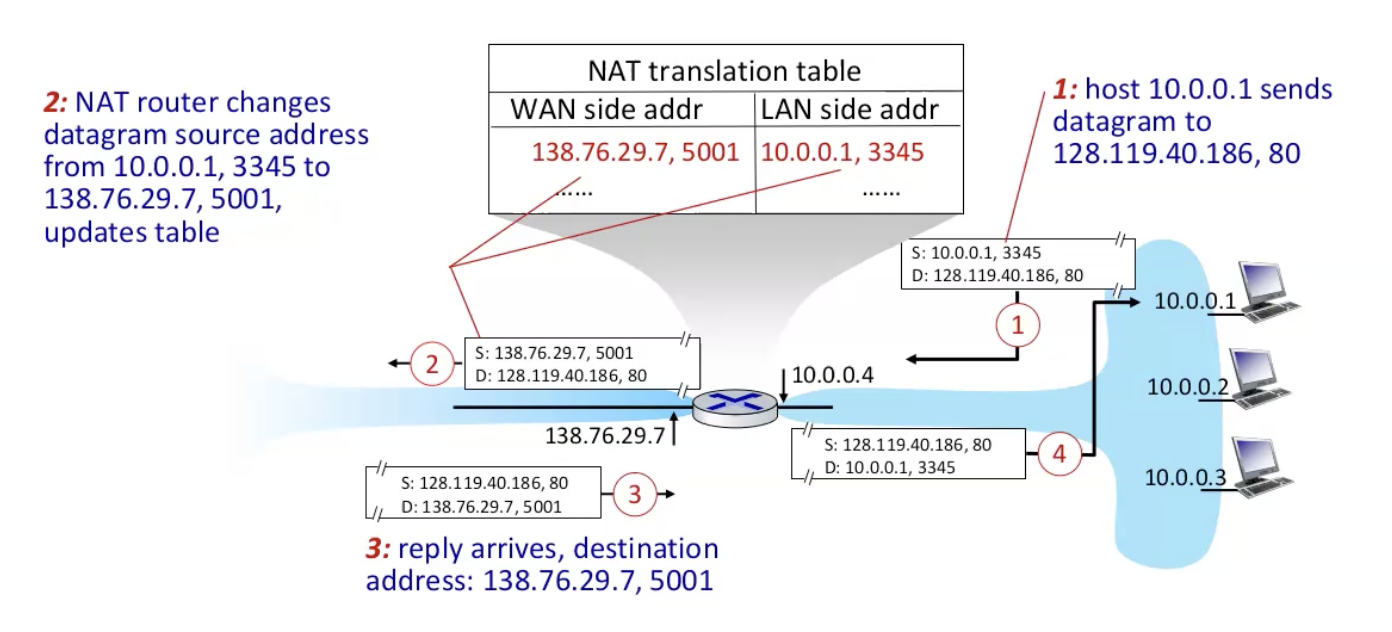 NAT translation table
WAN side addr LAN side addr
138.76.29.7, 5001 10.0.0.1, 3345
...... ......
2: NAT router changes
datagram source address
from 10.0.0.1, 3345 to
138.76.29.7, 5001,
updates table
1: host 10.0.0.1 sends
datagram to
128.119.40.186, 80
S: 10.0.0.1, 3345
D: 128.119.40.186, 80
1
10.0.0.1
S: 138.76.29.7, 5001
D: 128.119.40.186, 80
2
10.0.0.4
10.0.0.2
138.76.29.7
S: 128.119.40.186, 80
D: 10.0.0.1, 3345
4
10.0.0.3
S: 128.119.40.186, 80
D: 138.76.29.7, 5001
3
3: reply arrives, destination
address: 138.76.29.7, 5001